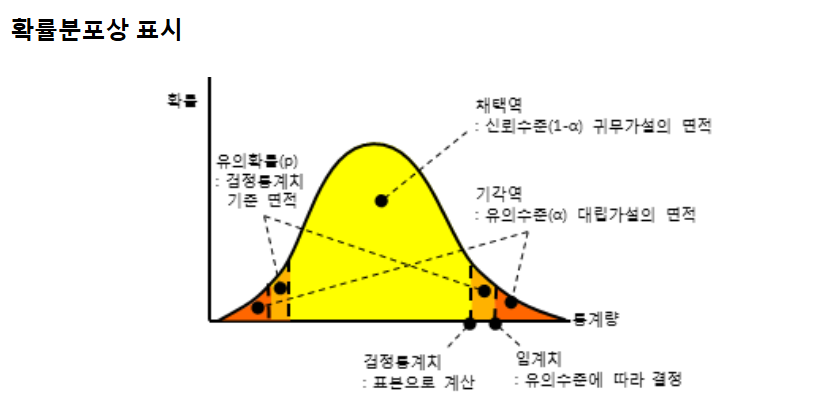 확률분포상 표시
확률
채택역
: 신뢰수준(1-α) 귀무가설의 면적
유의확률(p)
: 검정통계치
기준 면적
기각역
: 유의수준(α) 대립가설의 면적
통계량
검정통계치
: 표본으로 계산
임계치
: 유의수준에 따라 결정